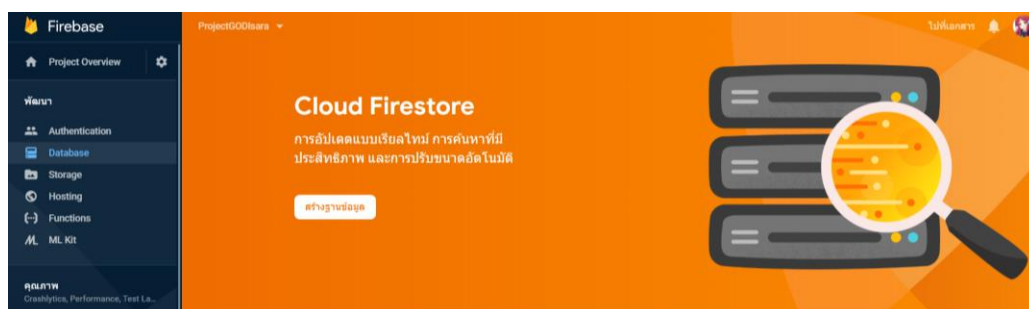 Firebase
ProjectGODIsara
ไปที่เอกสาร
Project Overview
พัฒนา
Authentication
Database
Storage
Hosting
Functions
ML Kit
คุณภาพ
Crashlytics, Performance, Test La...
Cloud Firestore
การอัปเดตแบบเรียลไทม์ การค้นหาที่มี
ประสิทธิภาพ และการปรับขนาดอัตโนมัติ
สร้างฐานข้อมูล